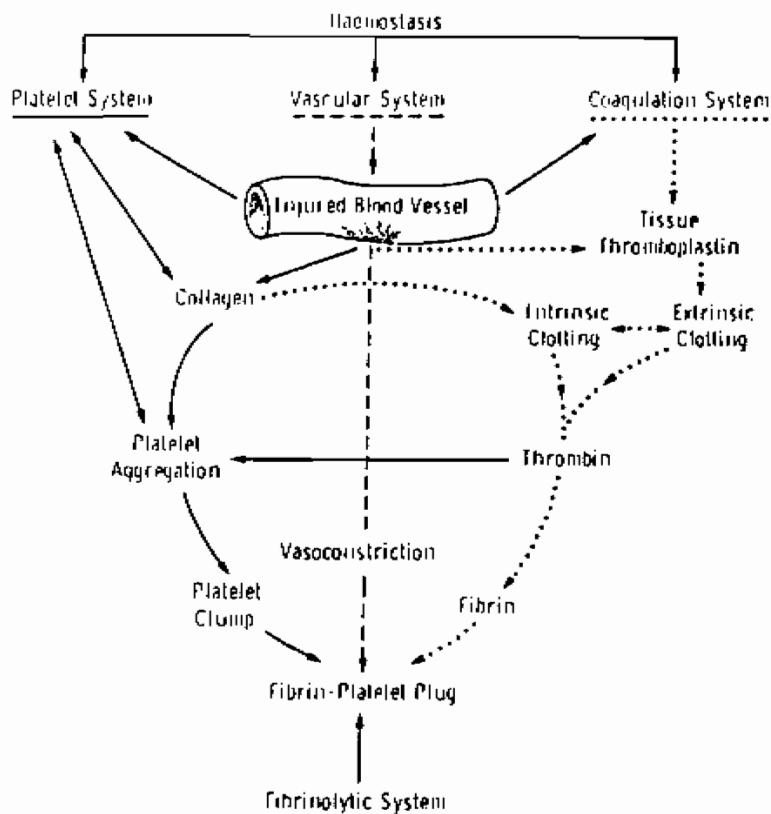 Haemostasis
Platelet System
Vascular System
Coagulation System
Injured Blood Vessel
Tissue
Thromboplastin
Collagen
Intrinsic
Clotting
Extrinsic
Clotting
Platelet
Aggregation
Thrombin
Vasoconstriction
Platelet
Clump
Fibrin
Fibrin-Platelet Plug
Fibrinolytic System